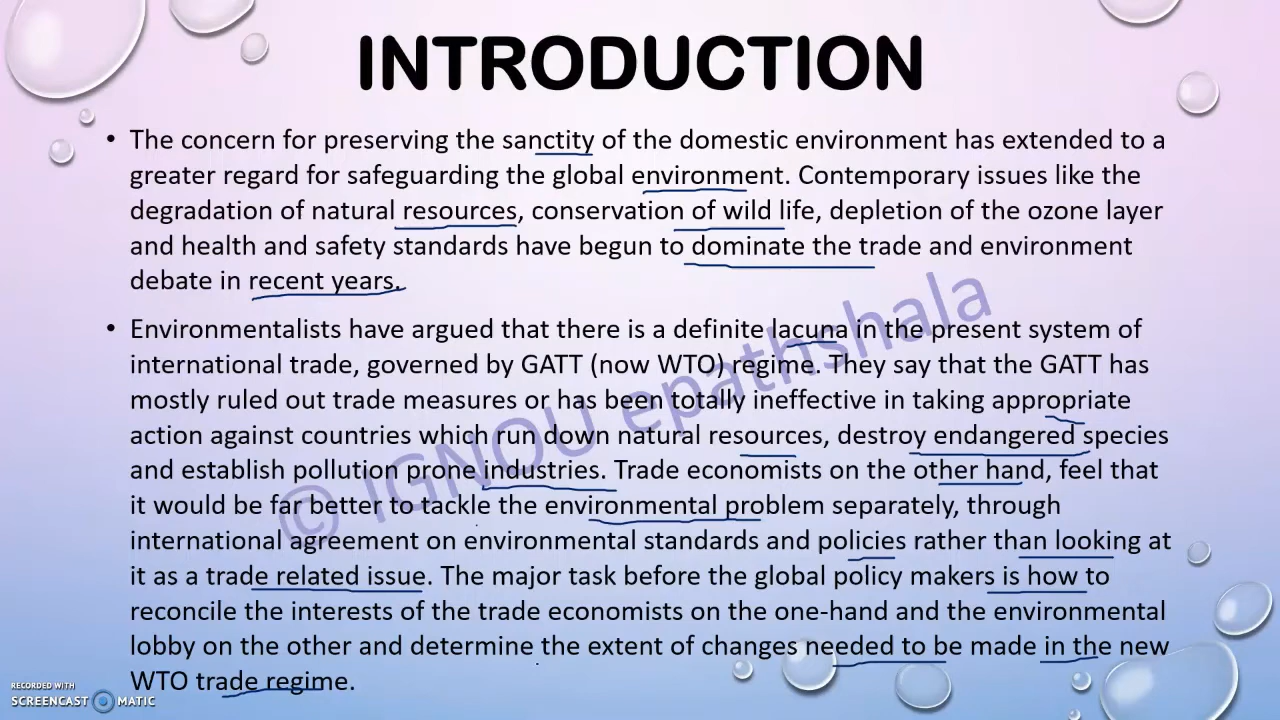 INTRODUCTION
• The concern for preserving the sanctity of the domestic environment has extended to a
greater regard for safeguarding the global environment. Contemporary issues like the
degradation of natural resources, conservation of wild life, depletion of the ozone layer
and health and safety standards have begun to dominate the trade and environment
debate in recent years.
• Environmentalists have argued that there is a definite lacuna in the present system of
international trade, governed by GATT (now WTO) regime. They say that the GATT has
mostly ruled out trade measures or has been totally ineffective in taking appropriate
action against countries which run down natural resources, destroy endangered species
and establish pollution prone industries. Trade economists on the other hand, feel that
it would be far better to tackle the environmental problem separately, through
international agreement on environmental standards and policies rather than looking at
it as a trade related issue. The major task before the global policy makers is how to
reconcile the interests of the trade economists on the one-hand and the environmental
lobby on the other and determine the extent of changes needed to be made in the new
WTO trade regime.
© IGNOU epathshala
RECORDED WITH
SCREENCAST MATIC